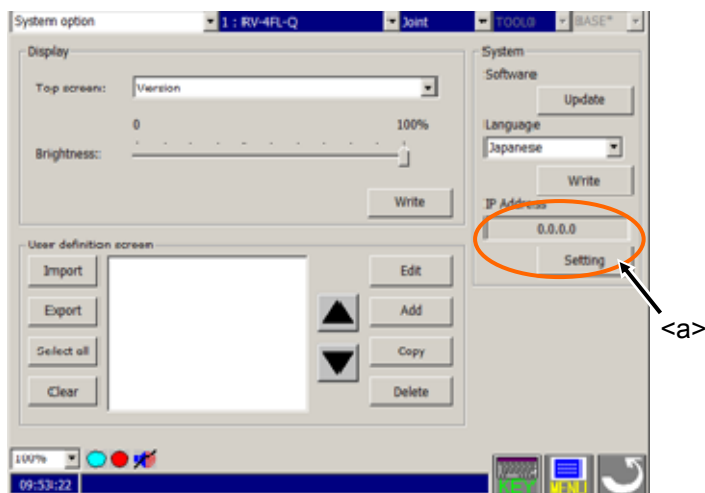 System option 1 : RV-4FL-Q Joint TOOL0 BASE*
Display
Top screen: Version
0 100%
Brightness:
Write
User definition screen
Import Edit
Export Add
Select all Copy
Clear Delete
System
Software
Update
Language
Japanese
Write
IP Address
0.0.0.0
Setting
<a>
100%
KEY MENU
09:53:22